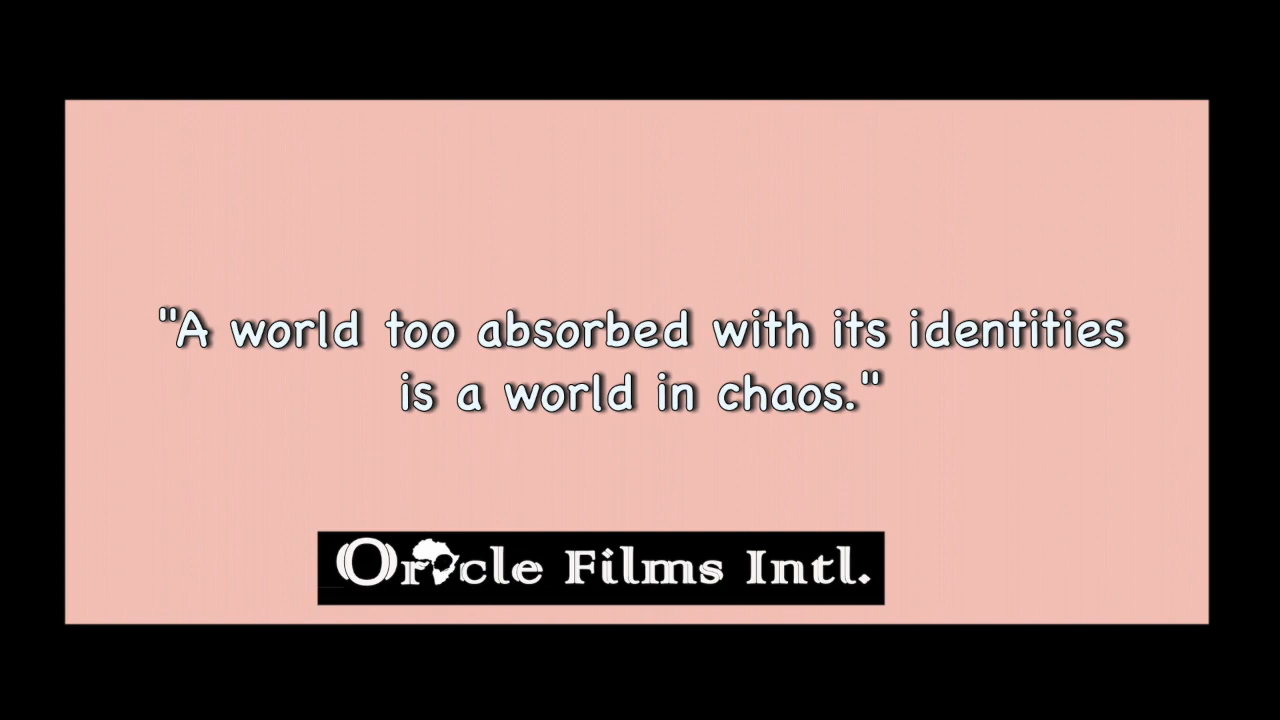 "A world too absorbed with its identities
is a world in chaos."
Oracle Films Intl.